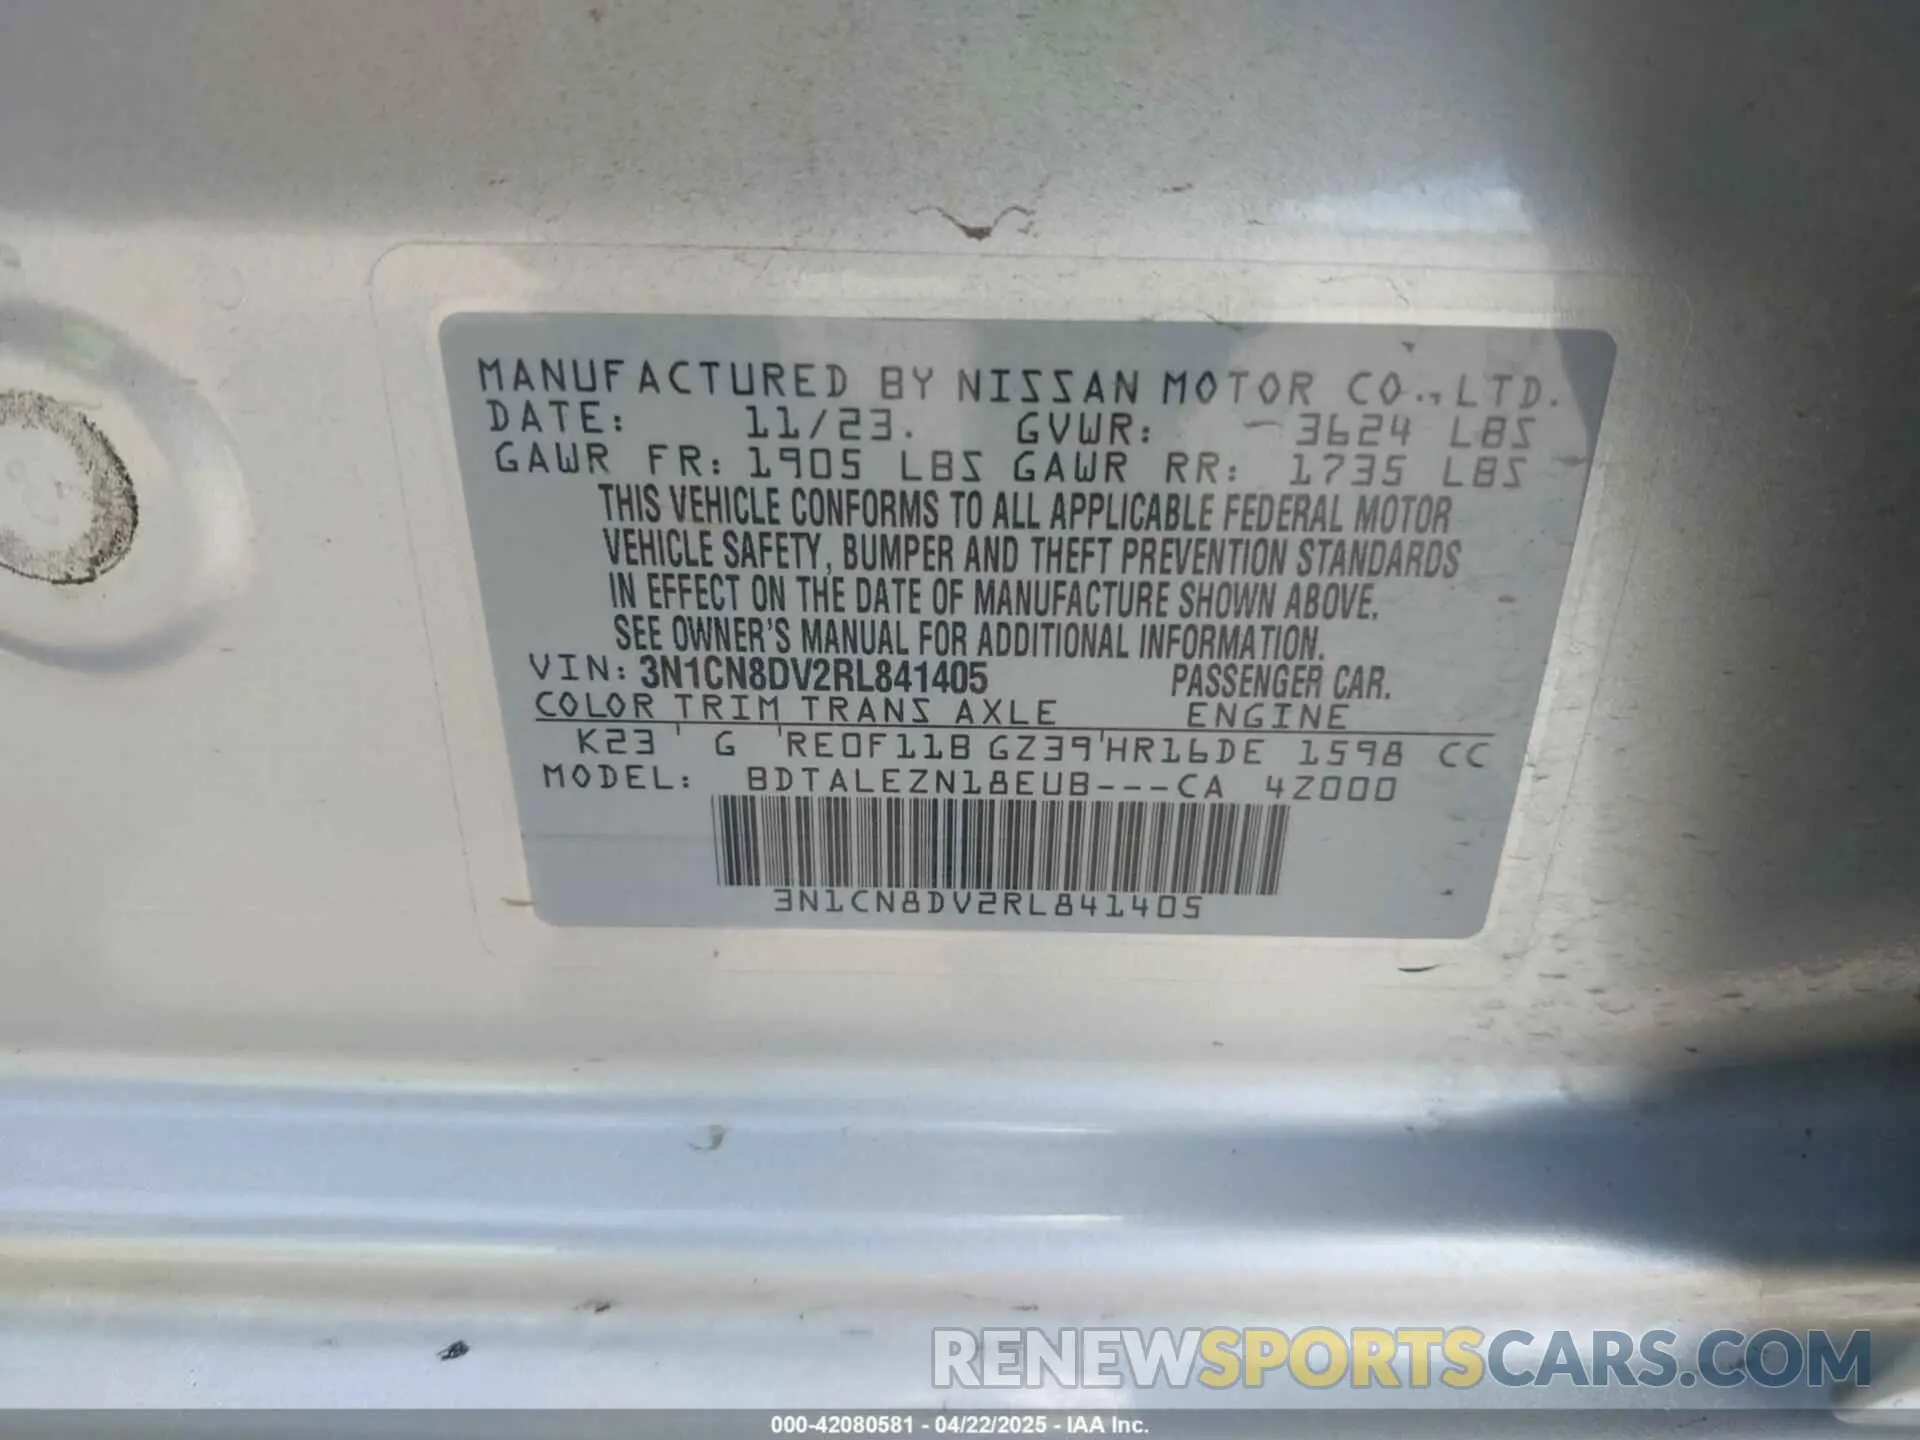 MANUFACTURED BY NISSAN MOTOR CO., LTD.
DATE: 11/23. GVWR: 3624 LBS
GAWR FR: 1905 LBS GAWR RR: 1735 LBS
THIS VEHICLE CONFORMS TO ALL APPLICABLE FEDERAL MOTOR
VEHICLE SAFETY, BUMPER AND THEFT PREVENTION STANDARDS
IN EFFECT ON THE DATE OF MANUFACTURE SHOWN ABOVE.
SEE OWNER'S MANUAL FOR ADDITIONAL INFORMATION.
VIN: 3N1CN8DV2RL841405 PASSENGER CAR.
COLOR TRIM TRANS AXLE ENGINE
K23 ' G 'RE0F11B GZ39'HR16DE 1598 CC
MODEL: BDTALEZN18EUB---CA 4Z000
3N1CN8DV2RL841405
RENEWSPORTSCARS.COM
000-42080581 - 04/22/2025 - IAA Inc.